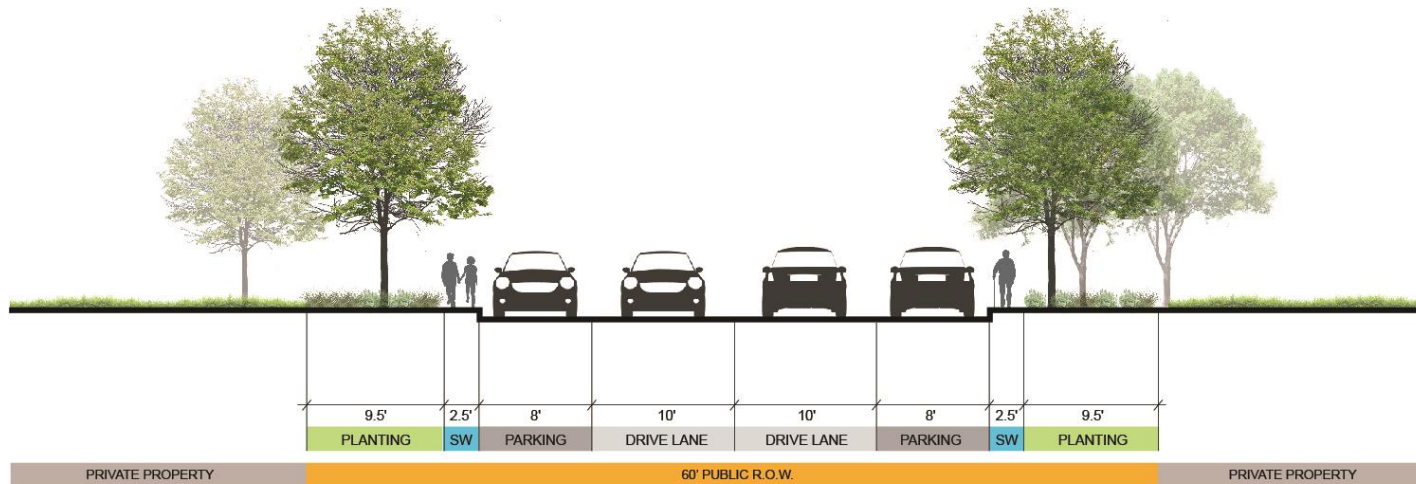 9.5' 2.5' 8' 10' 10' 8' 2.5' 9.5'
PLANTING SW PARKING DRIVE LANE DRIVE LANE PARKING SW PLANTING
PRIVATE PROPERTY 60' PUBLIC R.O.W. PRIVATE PROPERTY